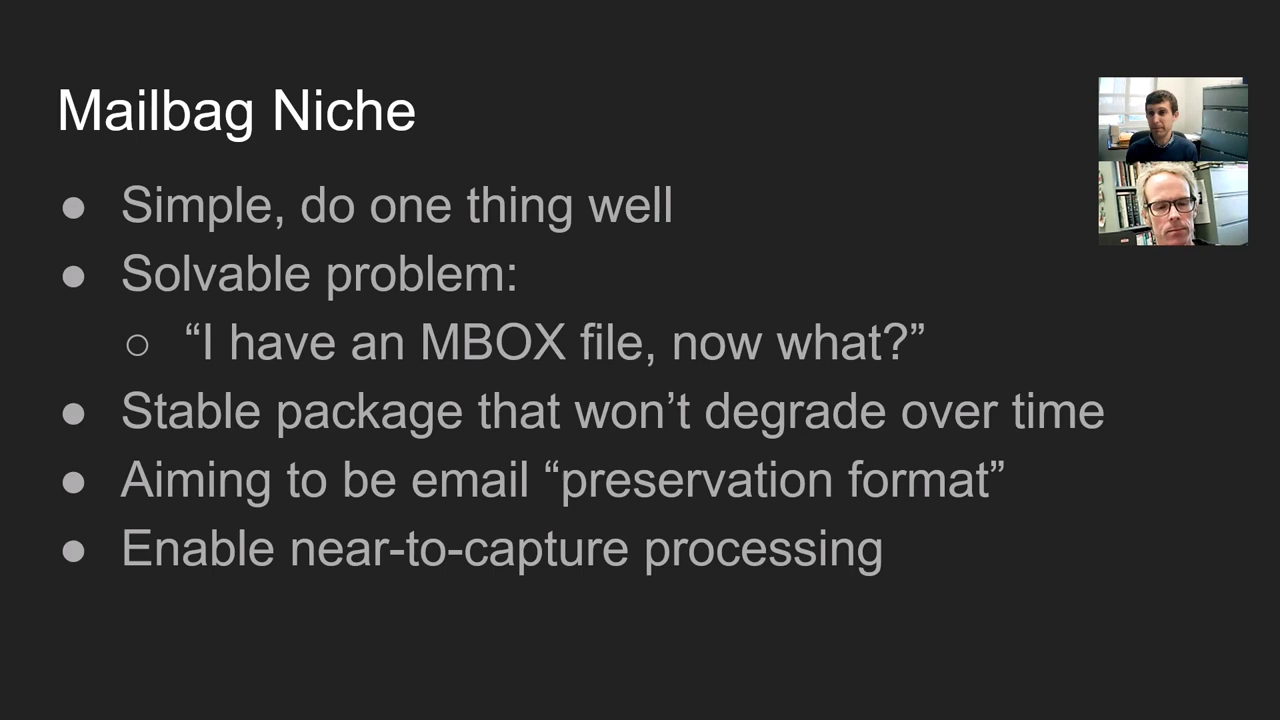 Mailbag Niche
● Simple, do one thing well
● Solvable problem:
○ “I have an MBOX file, now what?”
● Stable package that won’t degrade over time
● Aiming to be email “preservation format”
● Enable near-to-capture processing